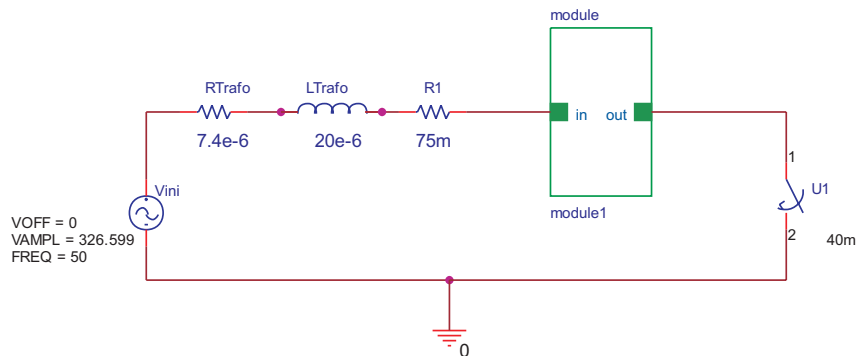 module
RTrafo
LTrafo
R1
in
out
7.4e-6
20e-6
75m
1
Vini
U1
module1
VOFF = 0
VAMPL = 326.599
FREQ = 50
2
40m
0